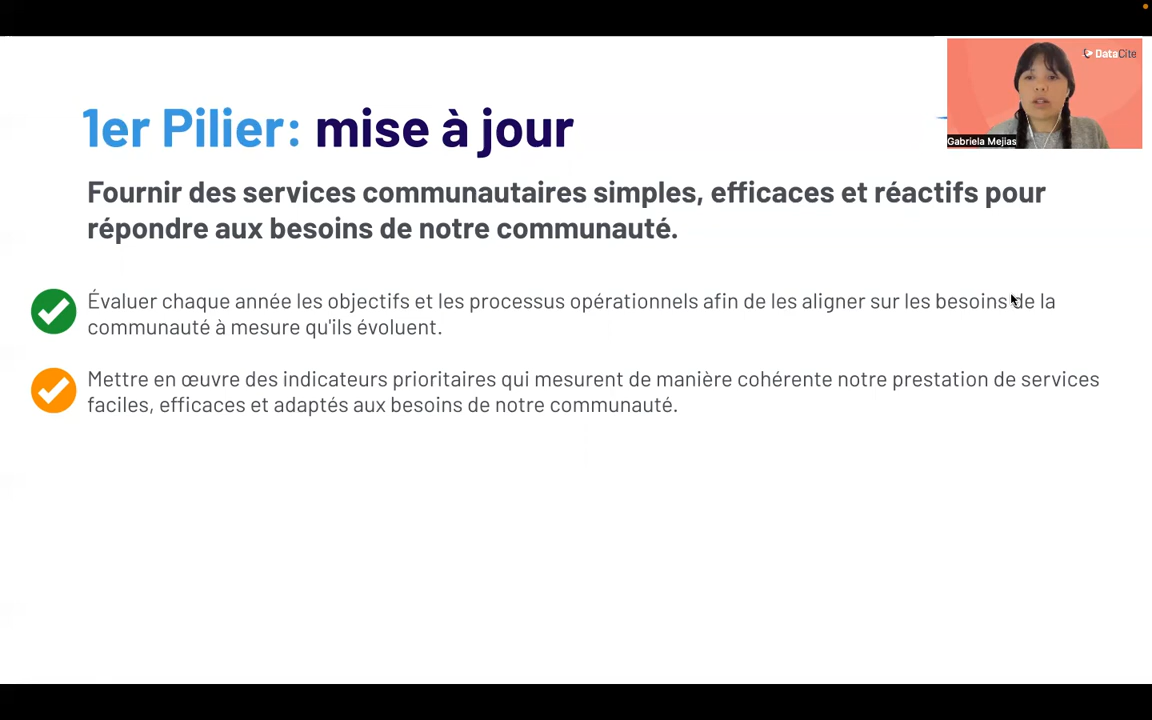 DataCite
Gabriela Mejias
1er Pilier: mise à jour
Fournir des services communautaires simples, efficaces et réactifs pour
répondre aux besoins de notre communauté.
Évaluer chaque année les objectifs et les processus opérationnels afin de les aligner sur les besoins de la
communauté à mesure qu'ils évoluent.
Mettre en œuvre des indicateurs prioritaires qui mesurent de manière cohérente notre prestation de services
faciles, efficaces et adaptés aux besoins de notre communauté.